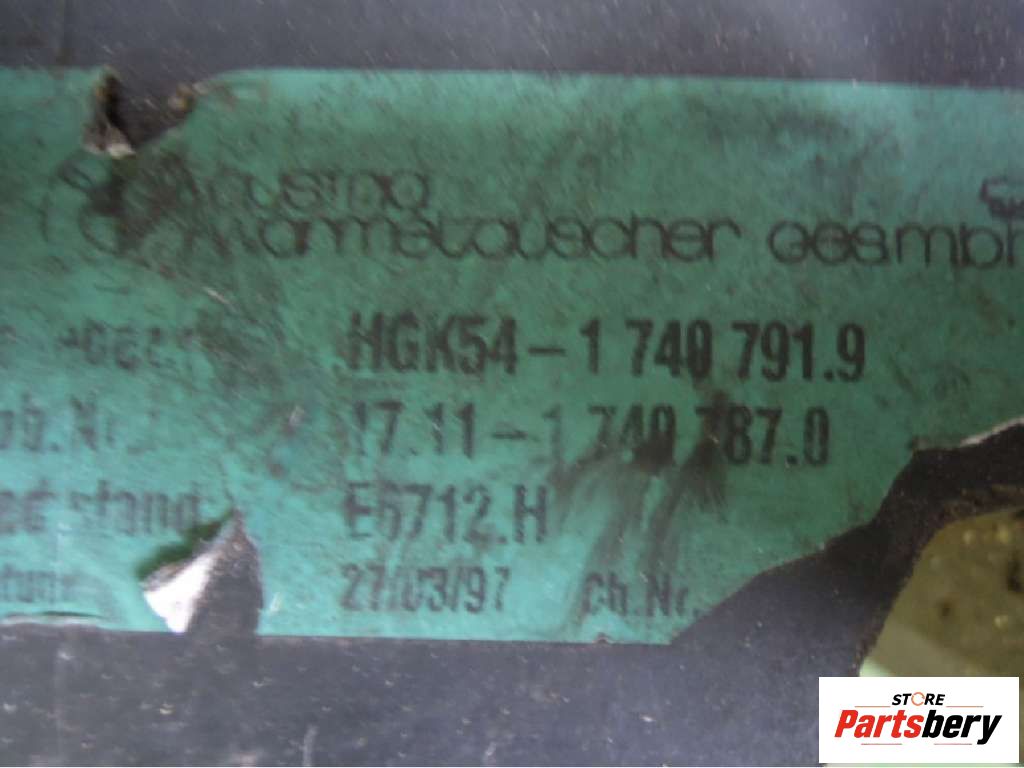 Wärmetauscher Gesmbh
HGK54-1 740 791.9
17.11-1 740 787.0
E6712.H
27/03/97 Ch.Nr.
STORE
Partsbery